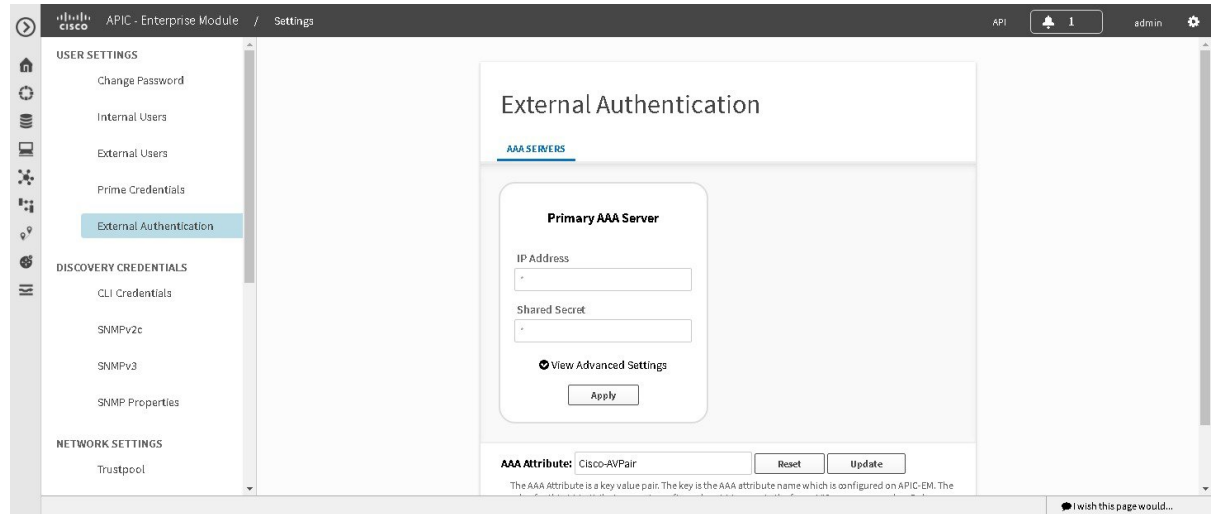 cisco APIC - Enterprise Module / Settings API 1 admin
USER SETTINGS
Change Password
Internal Users
External Users
Prime Credentials
External Authentication
DISCOVERY CREDENTIALS
CLI Credentials
SNMPv2c
SNMPv3
SNMP Properties
NETWORK SETTINGS
Trustpool
External Authentication
AAA SERVERS
Primary AAA Server
IP Address
*
Shared Secret
*
View Advanced Settings
Apply
AAA Attribute: Cisco-AVPair Reset Update
The AAA Attribute is a key value pair. The key is the AAA attribute name which is configured on APIC-EM. The
I wish this page would...